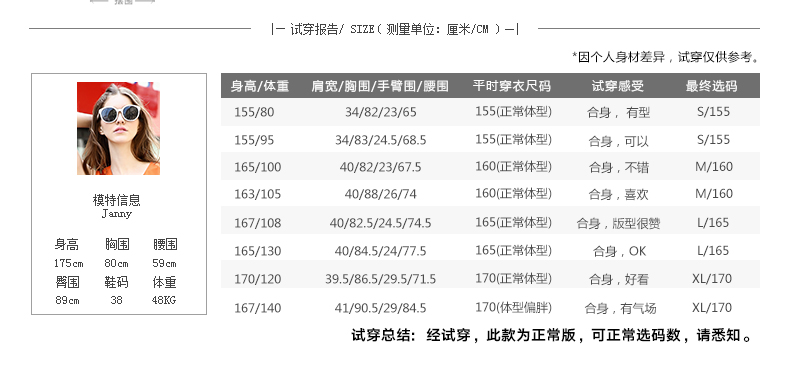 |— 试穿报告/ SIZE( 测量单位：厘米/CM ) —|
*因个人身材差异，试穿仅供参考。
模特信息
Janny
身高 胸围 腰围
175cm 80cm 59cm
臀围 鞋码 体重
89cm 38 48KG
身高/体重 肩宽/胸围/手臂围/腰围 平时穿衣尺码 试穿感受 最终选码
155/80 34/82/23/65 155(正常体型) 合身，有型 S/155
155/95 34/83/24.5/68.5 155(正常体型) 合身，可以 S/155
165/100 40/82/23/67.5 160(正常体型) 合身，不错 M/160
163/105 40/88/26/74 160(正常体型) 合身，喜欢 M/160
167/108 40/82.5/24.5/74.5 165(正常体型) 合身，版型很赞 L/165
165/130 40/84.5/24/77.5 165(正常体型) 合身，OK L/165
170/120 39.5/86.5/29.5/71.5 170(正常体型) 合身，好看 XL/170
167/140 41/90.5/29/84.5 170(体型偏胖) 合身，有气场 XL/170
试穿总结：经试穿，此款为正常版，可正常选码数，请悉知。